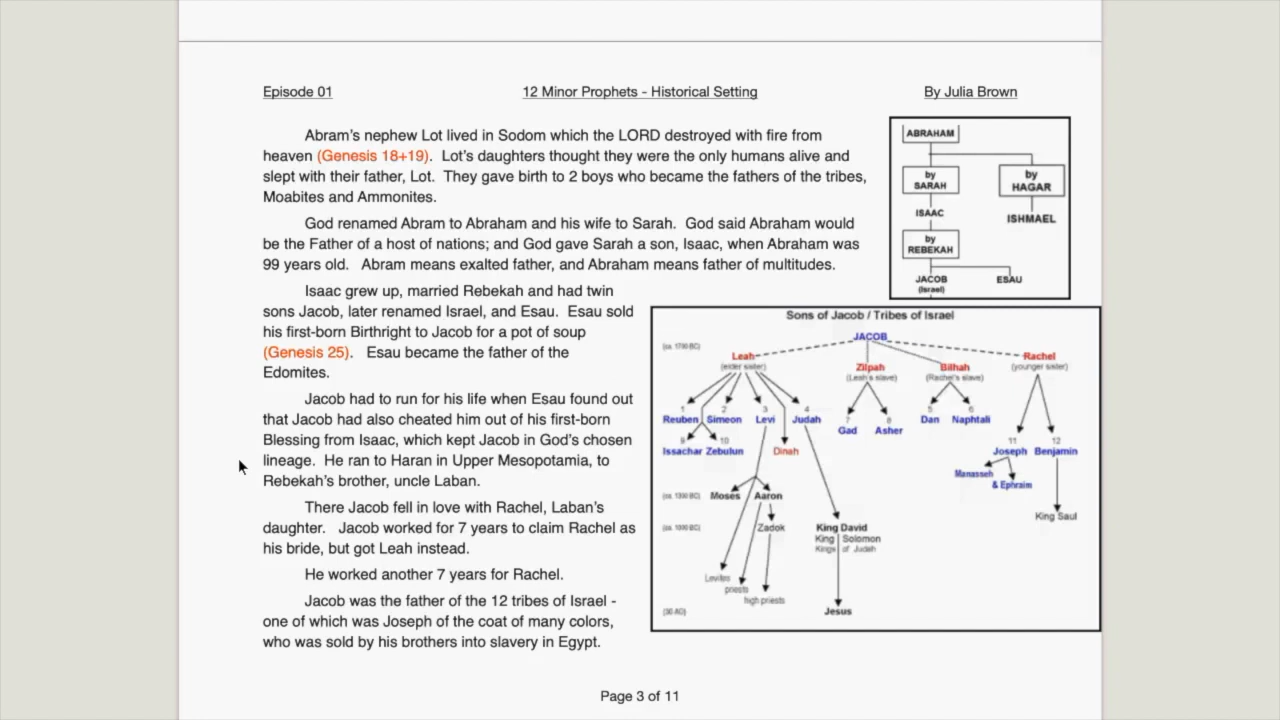 Episode 01
12 Minor Prophets - Historical Setting
By Julia Brown
Abram's nephew Lot lived in Sodom which the LORD destroyed with fire from
heaven (Genesis 18+19). Lot's daughters thought they were the only humans alive and
slept with their father, Lot. They gave birth to 2 boys who became the fathers of the tribes,
Moabites and Ammonites.
God renamed Abram to Abraham and his wife to Sarah. God said Abraham would
be the Father of a host of nations; and God gave Sarah a son, Isaac, when Abraham was
99 years old. Abram means exalted father, and Abraham means father of multitudes.
Isaac grew up, married Rebekah and had twin
sons Jacob, later renamed Israel, and Esau. Esau sold
his first-born Birthright to Jacob for a pot of soup
(Genesis 25). Esau became the father of the
Edomites.
Jacob had to run for his life when Esau found out
that Jacob had also cheated him out of his first-born
Blessing from Isaac, which kept Jacob in God's chosen
lineage. He ran to Haran in Upper Mesopotamia, to
Rebekah's brother, uncle Laban.
There Jacob fell in love with Rachel, Laban's
daughter. Jacob worked for 7 years to claim Rachel as
his bride, but got Leah instead.
He worked another 7 years for Rachel.
Jacob was the father of the 12 tribes of Israel -
one of which was Joseph of the coat of many colors,
who was sold by his brothers into slavery in Egypt.
ABRAHAM
by
SARAH
by
HAGAR
ISAAC
ISHMAEL
by
REBEKAH
JACOB
(Israel)
ESAU
Sons of Jacob / Tribes of Israel
JACOB
(ca. 1700 BC)
Leah
(elder sister)
Zilpah
(Leah's slave)
Bilhah
(Rachel's slave)
Rachel
(younger sister)
1 2 3 4
Reuben Simeon Levi Judah
7 8
Gad Asher
5 6
Dan Naphtali
9 10
Issachar Zebulun
Dinah
11 12
Joseph Benjamin
Manasseh
& Ephraim
(ca. 1300 BC)
Moses Aaron
King Saul
(ca. 1000 BC)
Zadok
King David
King Solomon
Kings of Judah
Levites
priests
high priests
(30 AD)
Jesus
Page 3 of 11